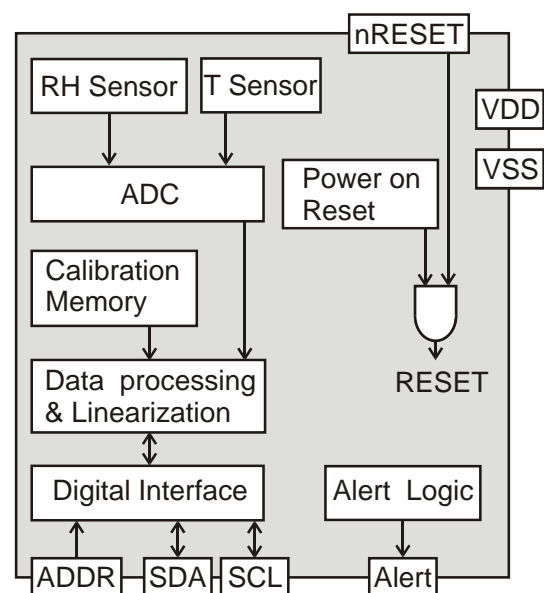 nRESET
RH Sensor
T Sensor
VDD
VSS
ADC
Power on
Reset
Calibration
Memory
RESET
Data processing
& Linearization
Digital Interface
Alert Logic
ADDR
SDA
SCL
Alert